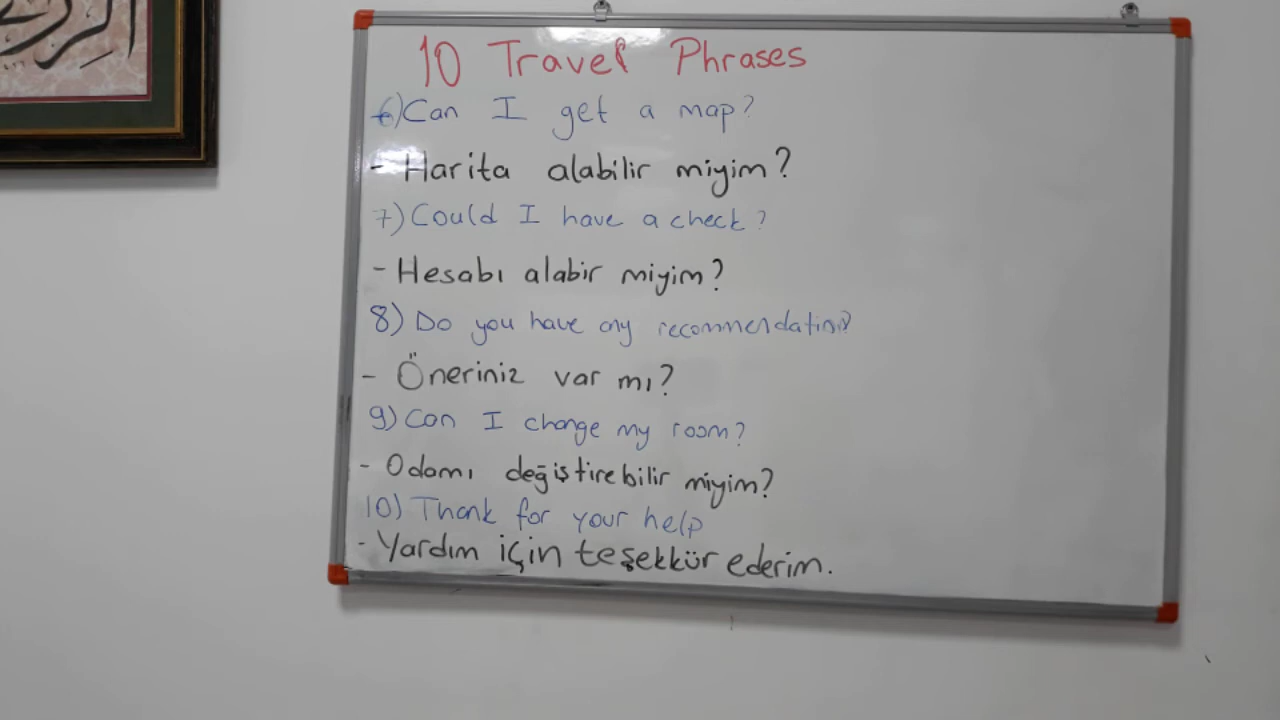 10 Travel Phrases
6) Can I get a map?
- Harita alabilir miyim?
7) Could I have a check?
- Hesabı alabir miyim?
8) Do you have any recommendations?
- Öneriniz var mı?
9) Can I change my room?
- Odamı değiştirebilir miyim?
10) Thank for your help
- Yardım için teşekkür ederim.